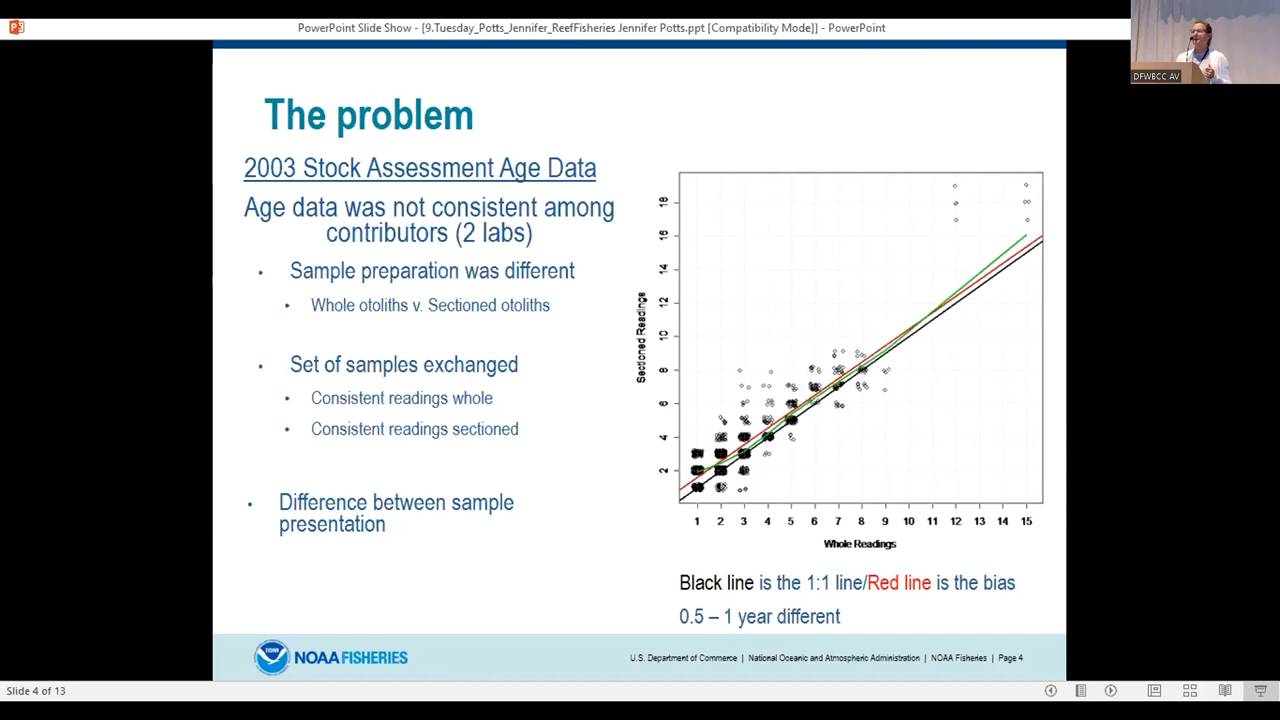 PowerPoint Slide Show - [9.Tuesday_Potts_Jennifer_ReefFisheries Jennifer Potts.ppt [Compatibility Mode]] - PowerPoint
DFWBCC AV
The problem
2003 Stock Assessment Age Data
Age data was not consistent among
contributors (2 labs)
• Sample preparation was different
• Whole otoliths v. Sectioned otoliths
• Set of samples exchanged
• Consistent readings whole
• Consistent readings sectioned
• Difference between sample
presentation
Sectioned Readings
18
16
14
12
10
8
6
4
2
1 2 3 4 5 6 7 8 9 10 11 12 13 14 15
Whole Readings
Black line is the 1:1 line/Red line is the bias
0.5 – 1 year different
NOAA FISHERIES
U.S. Department of Commerce | National Oceanic and Atmospheric Administration | NOAA Fisheries | Page 4
Slide 4 of 13